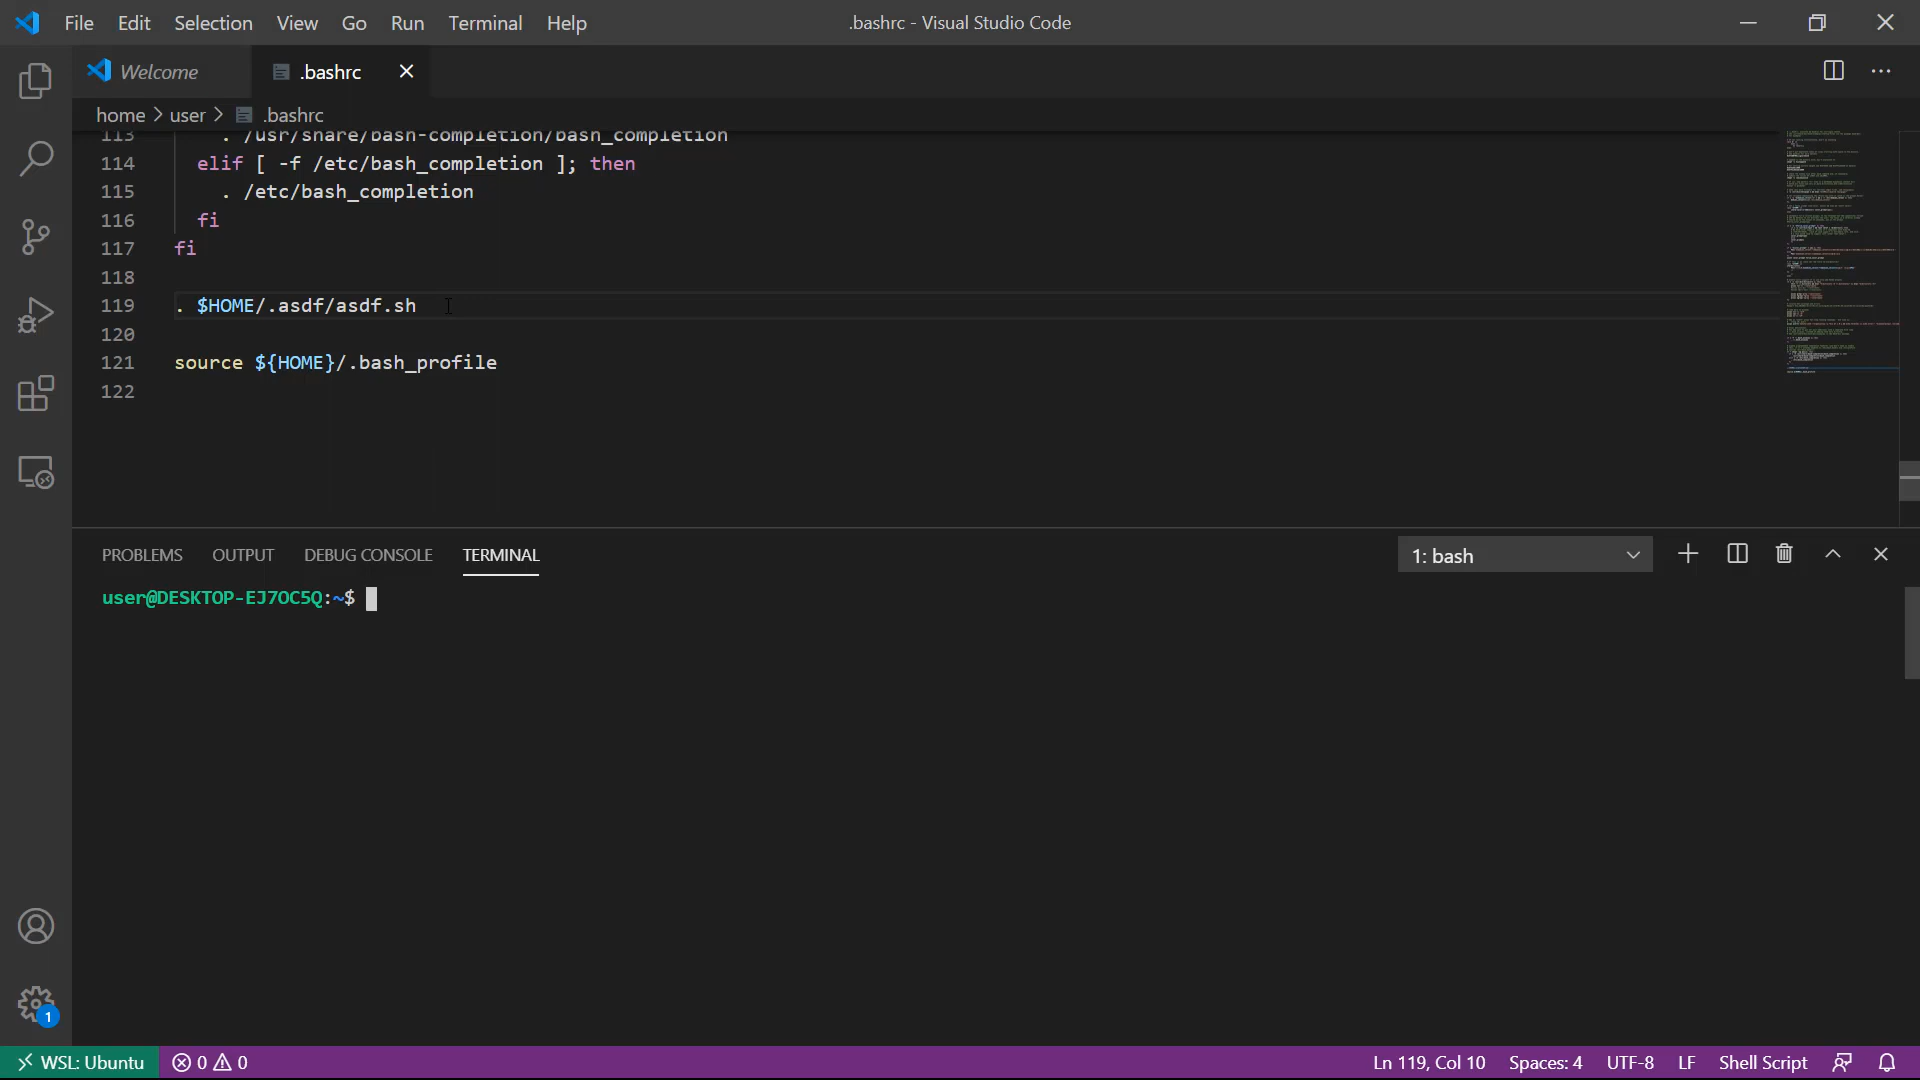 File Edit Selection View Go Run Terminal Help .bashrc - Visual Studio Code
Welcome .bashrc
home > user > .bashrc
113 . /usr/share/bash-completion/bash_completion
114 elif [ -f /etc/bash_completion ]; then
115 . /etc/bash_completion
116 fi
117 fi
118
119 . $HOME/.asdf/asdf.sh
120
121 source ${HOME}/.bash_profile
122
PROBLEMS OUTPUT DEBUG CONSOLE TERMINAL 1: bash
user@DESKTOP-EJ7OC5Q:~$
1
WSL: Ubuntu 0 0 Ln 119, Col 10 Spaces: 4 UTF-8 LF Shell Script